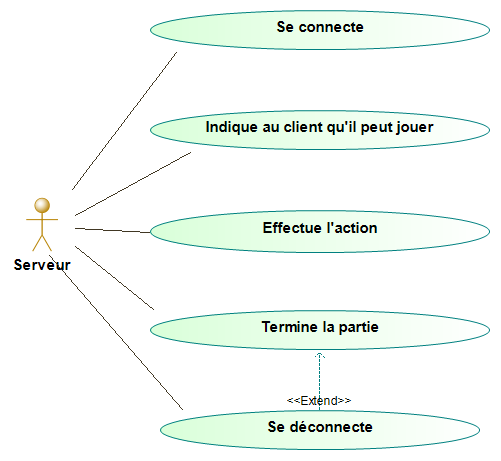 Se connecte
Indique au client qu'il peut jouer
Effectue l'action
Serveur
Termine la partie
<<Extend>>
Se déconnecte